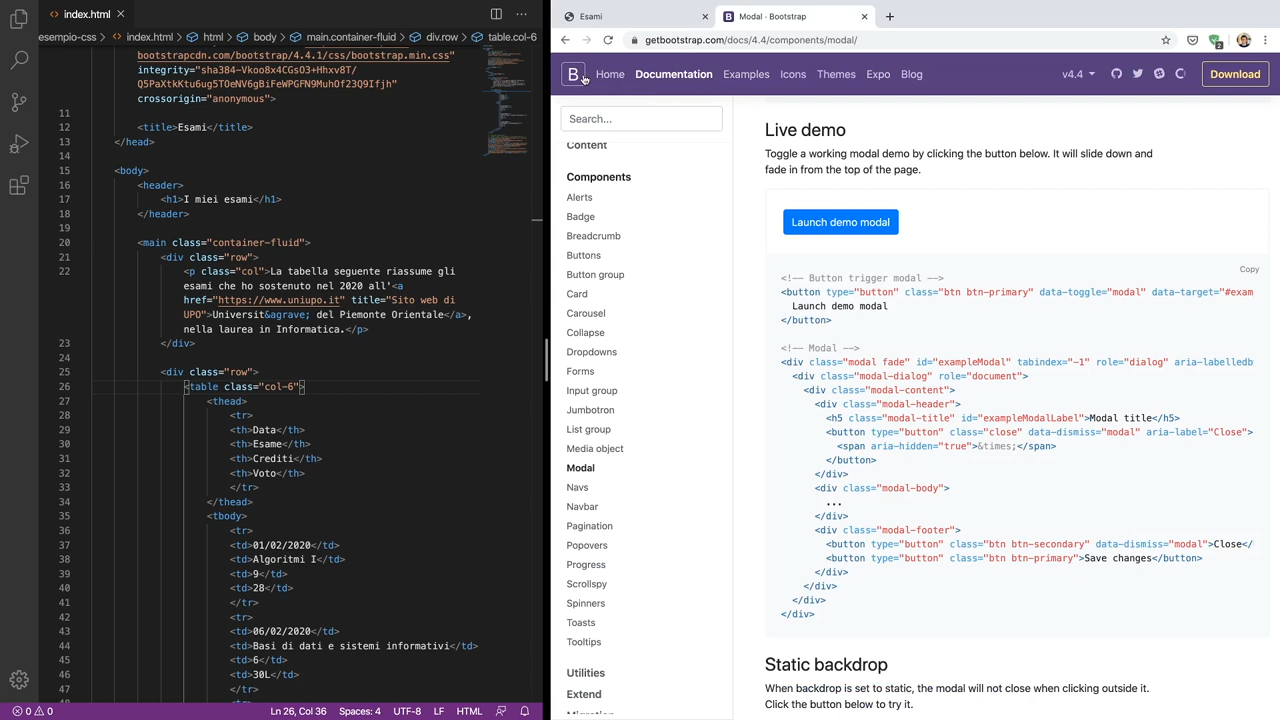 index.html
esempio-css > index.html > html > body > main.container-fluid > div.row > table.col-6
bootstrapcdn.com/bootstrap/4.4.1/css/bootstrap.min.css"
integrity="sha384-Vkoo8x4CGsO3+Hhxv8T/
Q5PaXtkKtu6ug5TOeNV6gBiFeWPGFN9MuhOf23Q9Ifjh"
crossorigin="anonymous">
11
12 <title>Esami</title>
13 </head>
14
15 <body>
16 <header>
17 <h1>I miei esami</h1>
18 </header>
19
20 <main class="container-fluid">
21 <div class="row">
22 <p class="col">La tabella seguente riassume gli
esami che ho sostenuto nel 2020 all'<a
href="https://www.uniupo.it" title="Sito web di
UPO">Universit&agrave; del Piemonte Orientale</a>,
nella laurea in Informatica.</p>
23 </div>
24
25 <div class="row">
26 <table class="col-6">
27 <thead>
28 <tr>
29 <th>Data</th>
30 <th>Esame</th>
31 <th>Crediti</th>
32 <th>Voto</th>
33 </tr>
34 </thead>
35 <tbody>
36 <tr>
37 <td>01/02/2020</td>
38 <td>Algoritmi I</td>
39 <td>9</td>
40 <td>28</td>
41 </tr>
42 <tr>
43 <td>06/02/2020</td>
44 <td>Basi di dati e sistemi informativi</td>
45 <td>6</td>
46 <td>30L</td>
47 </tr>
0 0
Ln 26, Col 36 Spaces: 4 UTF-8 LF HTML
Esami
Modal · Bootstrap
getbootstrap.com/docs/4.4/components/modal/
2
B Home Documentation Examples Icons Themes Expo Blog v4.4 Download
Search...
Content
Components
Alerts
Badge
Breadcrumb
Buttons
Button group
Card
Carousel
Collapse
Dropdowns
Forms
Input group
Jumbotron
List group
Media object
Modal
Navs
Navbar
Pagination
Popovers
Progress
Scrollspy
Spinners
Toasts
Tooltips
Utilities
Extend
Live demo
Toggle a working modal demo by clicking the button below. It will slide down and
fade in from the top of the page.
Launch demo modal
Copy
<!-- Button trigger modal -->
<button type="button" class="btn btn-primary" data-toggle="modal" data-target="#exam
Launch demo modal
</button>
<!-- Modal -->
<div class="modal fade" id="exampleModal" tabindex="-1" role="dialog" aria-labelledb
<div class="modal-dialog" role="document">
<div class="modal-content">
<div class="modal-header">
<h5 class="modal-title" id="exampleModalLabel">Modal title</h5>
<button type="button" class="close" data-dismiss="modal" aria-label="Close">
<span aria-hidden="true">&times;</span>
</button>
</div>
<div class="modal-body">
...
</div>
<div class="modal-footer">
<button type="button" class="btn btn-secondary" data-dismiss="modal">Close</
<button type="button" class="btn btn-primary">Save changes</button>
</div>
</div>
</div>
</div>
Static backdrop
When backdrop is set to static, the modal will not close when clicking outside it.
Click the button below to try it.